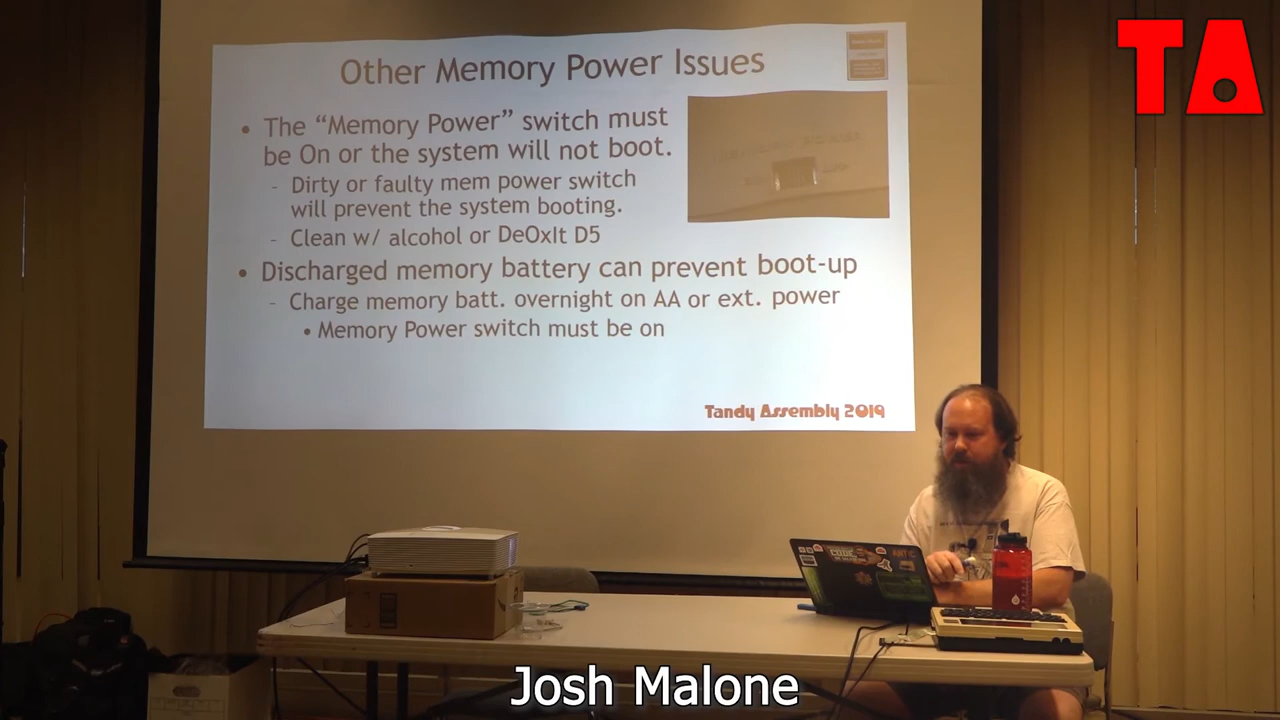 Other Memory Power Issues
TA
• The “Memory Power” switch must
be On or the system will not boot.
- Dirty or faulty mem power switch
will prevent the system booting.
- Clean w/ alcohol or DeOxIt D5
• Discharged memory battery can prevent boot-up
- Charge memory batt. overnight on AA or ext. power
• Memory Power switch must be on
Tandy Assembly 2019
CODE
Josh Malone